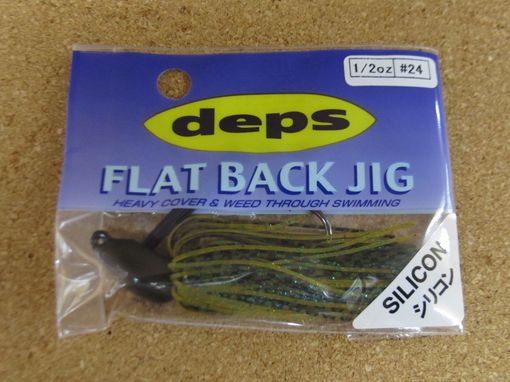 1/2oz #24
deps
FLAT BACK JIG
HEAVY COVER & WEED THROUGH SWIMMING
SILICON
シリコン